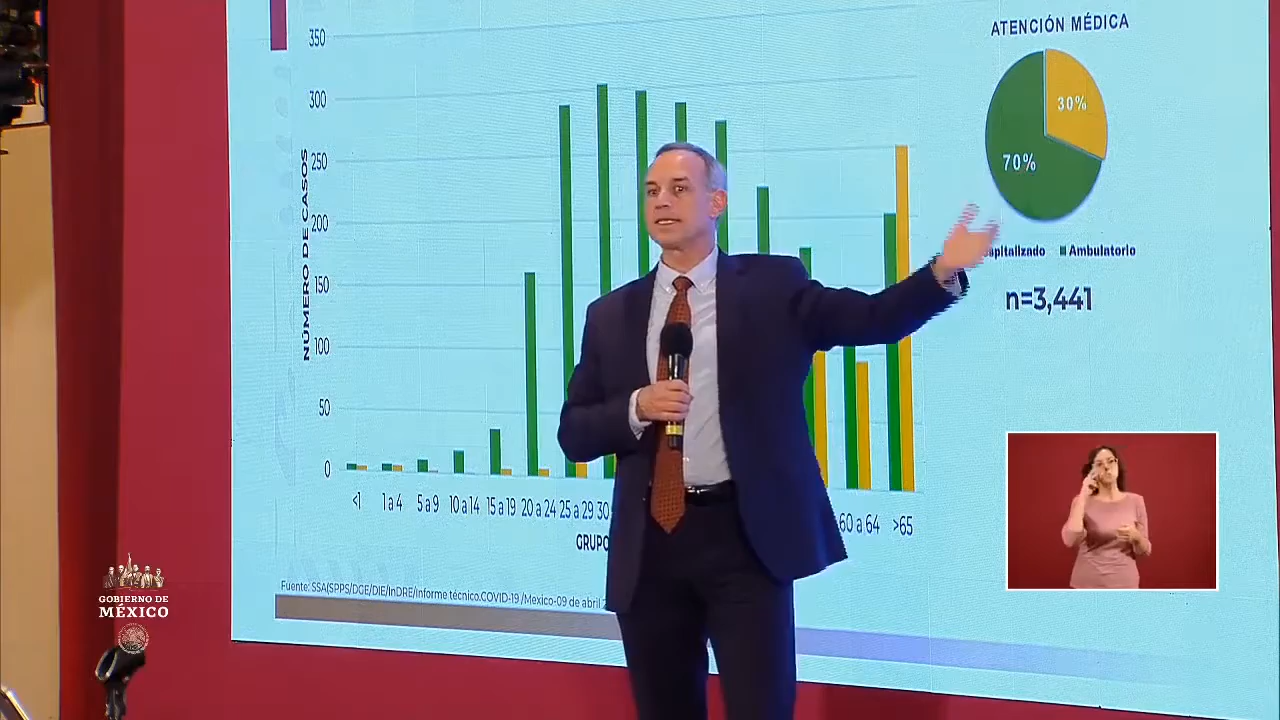 ATENCIÓN MÉDICA
30%
70%
Ambulatorio
n=3,441
NÚMERO DE CASOS
350
300
250
200
150
100
50
0
<1 1 a 4 5 a 9 10 a 14 15 a 19 20 a 24 25 a 29 30 60 a 64 >65
GRUPO
Fuente: SSA(SPPS/DGE/DIE/InDRE/Informe técnico.COVID-19 /Mexico-09 de abril
GOBIERNO DE
MÉXICO